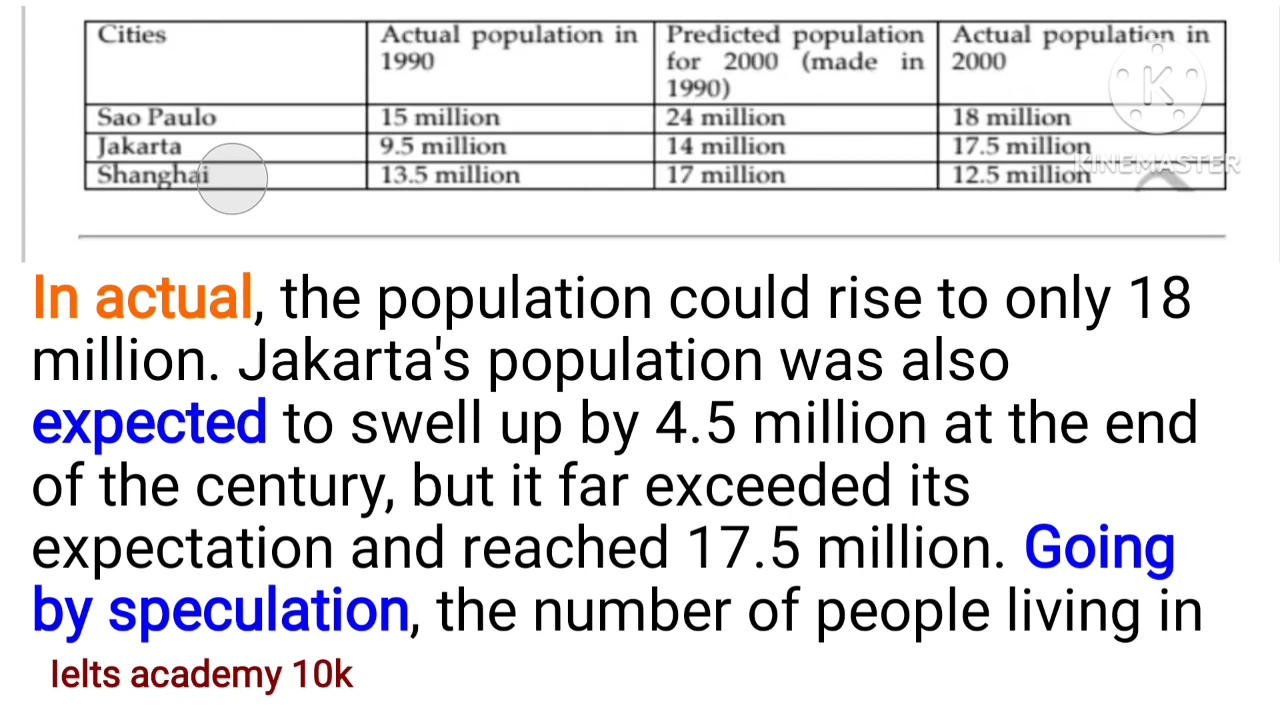 Cities Actual population in 1990 Predicted population for 2000 (made in 1990) Actual population in 2000
Sao Paulo 15 million 24 million 18 million
Jakarta 9.5 million 14 million 17.5 million
Shanghai 13.5 million 17 million 12.5 million
K
KINEMASTER
In actual, the population could rise to only 18
million. Jakarta's population was also
expected to swell up by 4.5 million at the end
of the century, but it far exceeded its
expectation and reached 17.5 million. Going
by speculation, the number of people living in
Ielts academy 10k